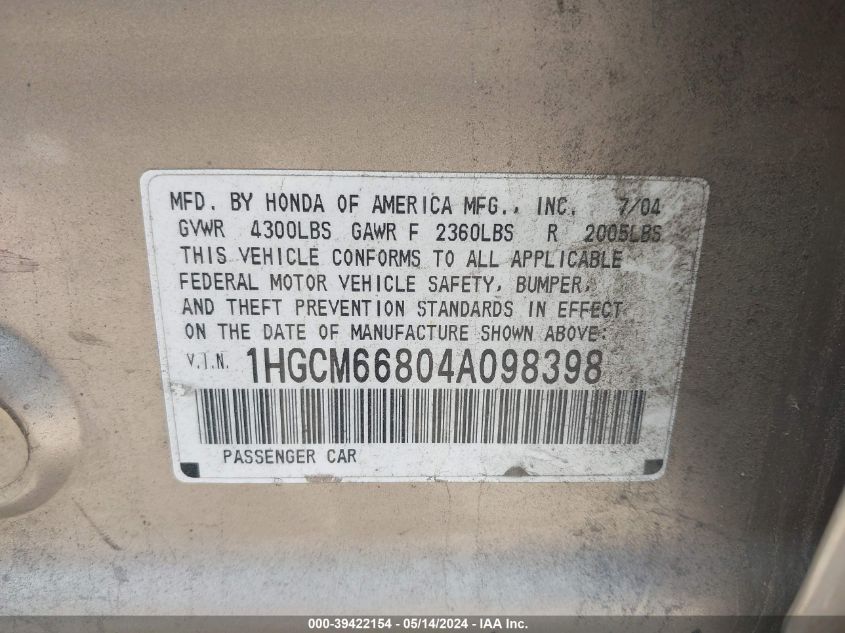 MFD. BY HONDA OF AMERICA MFG., INC. 7/04
GVWR 4300LBS GAWR F 2360LBS R 2005LBS
THIS VEHICLE CONFORMS TO ALL APPLICABLE
FEDERAL MOTOR VEHICLE SAFETY, BUMPER,
AND THEFT PREVENTION STANDARDS IN EFFECT
ON THE DATE OF MANUFACTURE SHOWN ABOVE:
V.I.N. 1HGCM66804A098398
PASSENGER CAR
000-39422154 - 05/14/2024 - IAA Inc.